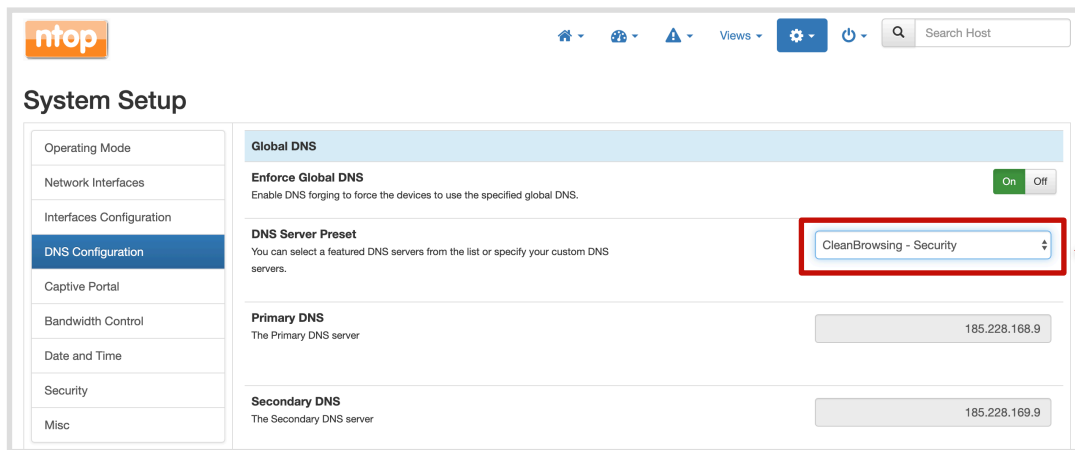 ntop
Views
Search Host
System Setup
Operating Mode
Network Interfaces
Interfaces Configuration
DNS Configuration
Captive Portal
Bandwidth Control
Date and Time
Security
Misc
Global DNS
Enforce Global DNS
Enable DNS forging to force the devices to use the specified global DNS.
On Off
DNS Server Preset
You can select a featured DNS servers from the list or specify your custom DNS
servers.
CleanBrowsing - Security
Primary DNS
The Primary DNS server
185.228.168.9
Secondary DNS
The Secondary DNS server
185.228.169.9